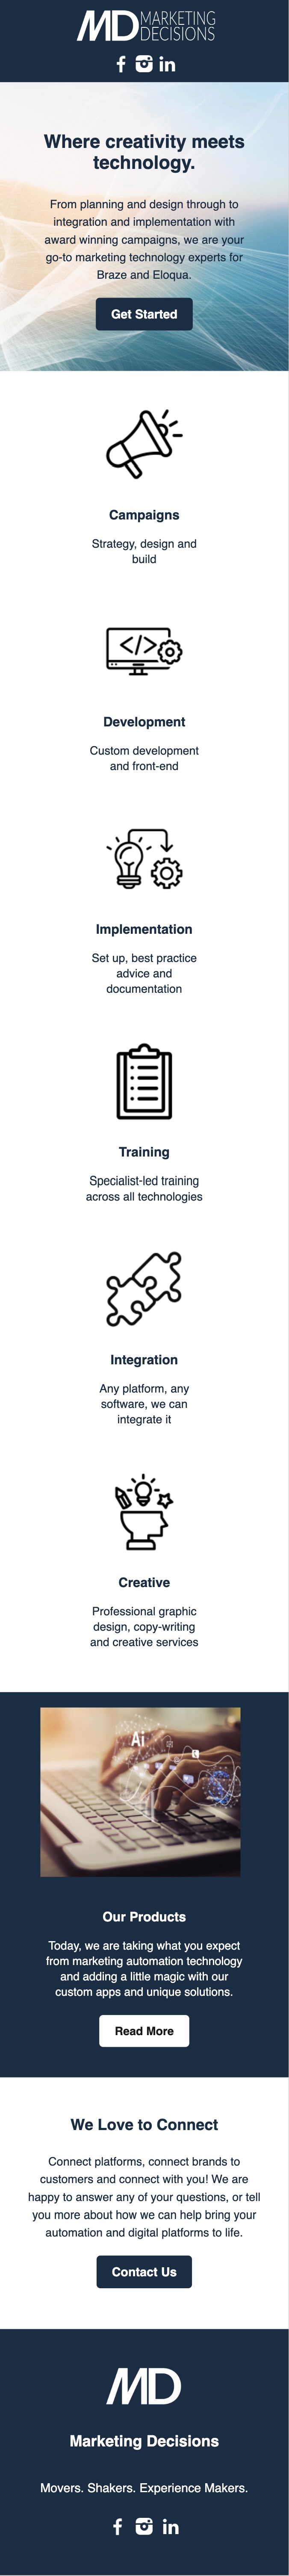 MD MARKETING
DECISIONS
Where creativity meets
technology.
From planning and design through to
integration and implementation with
award winning campaigns, we are your
go-to marketing technology experts for
Braze and Eloqua.
Get Started
Campaigns
Strategy, design and
build
</>
Development
Custom development
and front-end
Implementation
Set up, best practice
advice and
documentation
Training
Specialist-led training
across all technologies
Integration
Any platform, any
software, we can
integrate it
Creative
Professional graphic
design, copy-writing
and creative services
Ai
Our Products
Today, we are taking what you expect
from marketing automation technology
and adding a little magic with our
custom apps and unique solutions.
Read More
We Love to Connect
Connect platforms, connect brands to
customers and connect with you! We are
happy to answer any of your questions, or tell
you more about how we can help bring your
automation and digital platforms to life.
Contact Us
MD
Marketing Decisions
Movers. Shakers. Experience Makers.